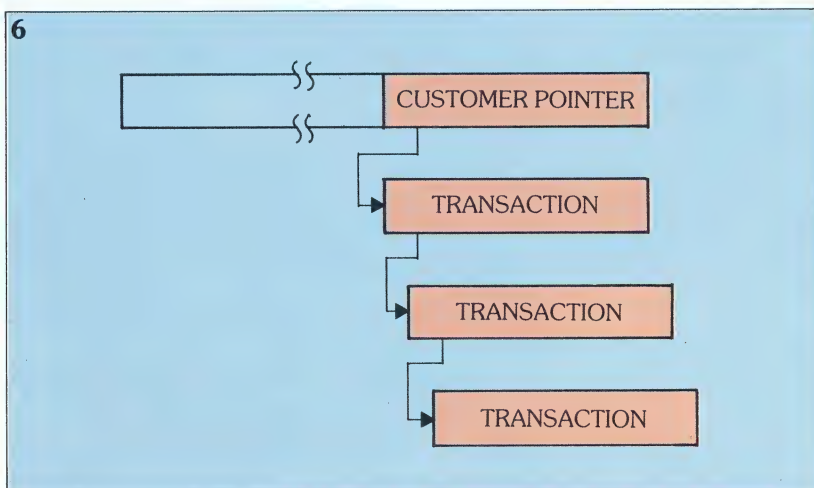 6
CUSTOMER POINTER
TRANSACTION
TRANSACTION
TRANSACTION